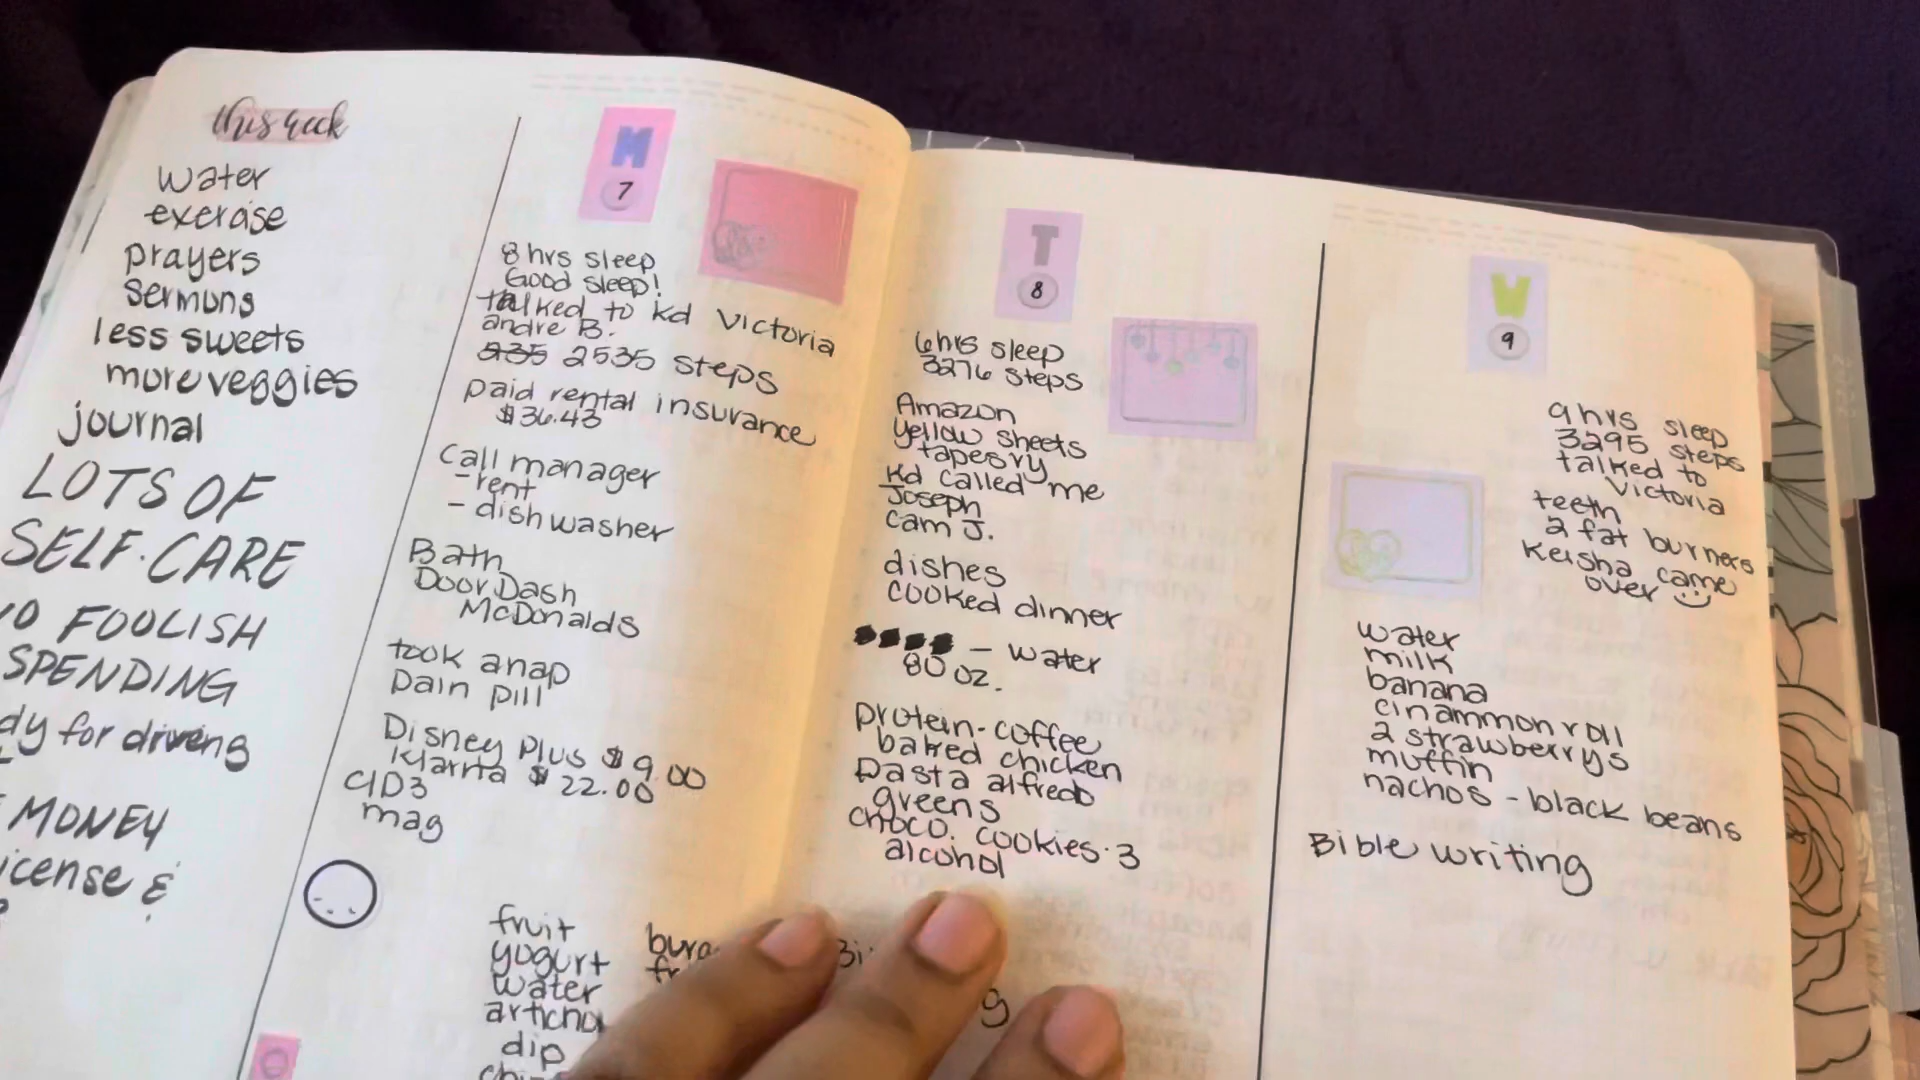 this week
water
exercise
prayers
sermons
less sweets
more veggies
journal
LOTS OF
SELF-CARE
FOOLISH
SPENDING
for driving
MONEY
M
7
8 hrs sleep
Good sleep!
talked to kd Victoria
andre B.
935 2535 steps
paid rental insurance
$36.43
Call manager
- rent
- dishwasher
Bath
DoorDash
McDonalds
took a nap
Pain pill
Disney Plus $9.00
Klarna $22.00
mag
fruit
yogurt
water
dip
T
8
6 hrs sleep
3276 steps
Amazon
yellow sheets
tapesry
Kd called me
Joseph
Cam J.
dishes
cooked dinner
- water
80 oz.
Protein-coffee
baked chicken
Pasta alfredo
greens
choco. cookies. 3
alcohol
W
9
9 hrs sleep
3295 steps
talked to
Victoria
teeth
2 fat burners
Keisha came
over
water
milk
banana
cinammon roll
2 strawberrys
muffin
nachos - black beans
Bible writing